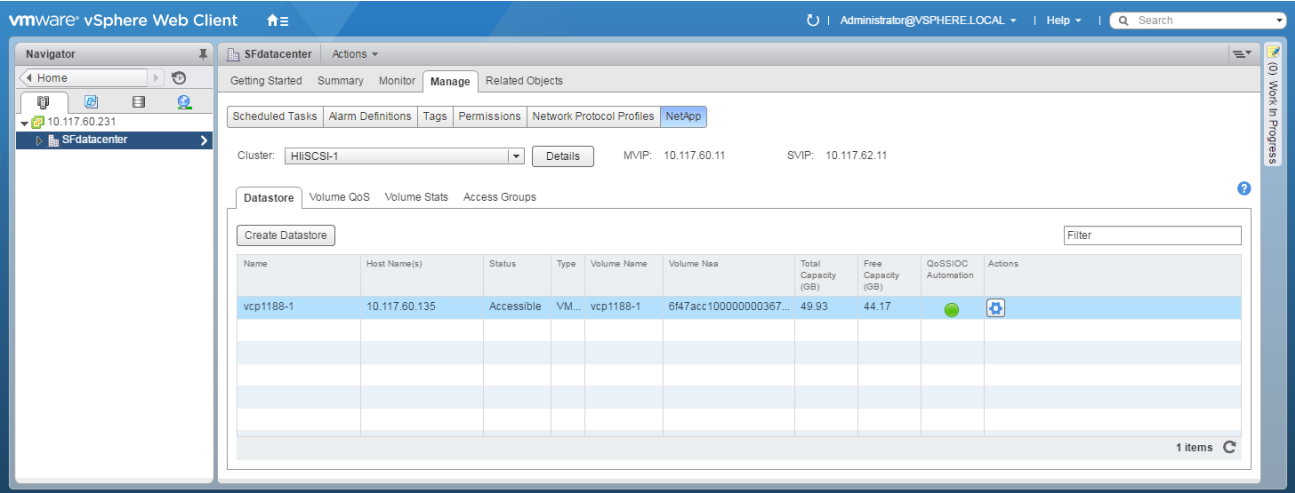 vmware® vSphere Web Client
Administrator@VSPHERE.LOCAL | Help | Search
Navigator
Home
10.117.60.231
SFdatacenter
SFdatacenter Actions
Getting Started Summary Monitor Manage Related Objects
Scheduled Tasks Alarm Definitions Tags Permissions Network Protocol Profiles NetApp
Cluster: HIiSCSI-1 Details MVIP: 10.117.60.11 SVIP: 10.117.62.11
Datastore Volume QoS Volume Stats Access Groups
Create Datastore Filter
Name Host Name(s) Status Type Volume Name Volume Naa Total Capacity (GB) Free Capacity (GB) QoSSIOC Automation Actions
vcp1188-1 10.117.60.135 Accessible VM... vcp1188-1 6f47acc100000000367... 49.93 44.17
1 items
(0) Work In Progress